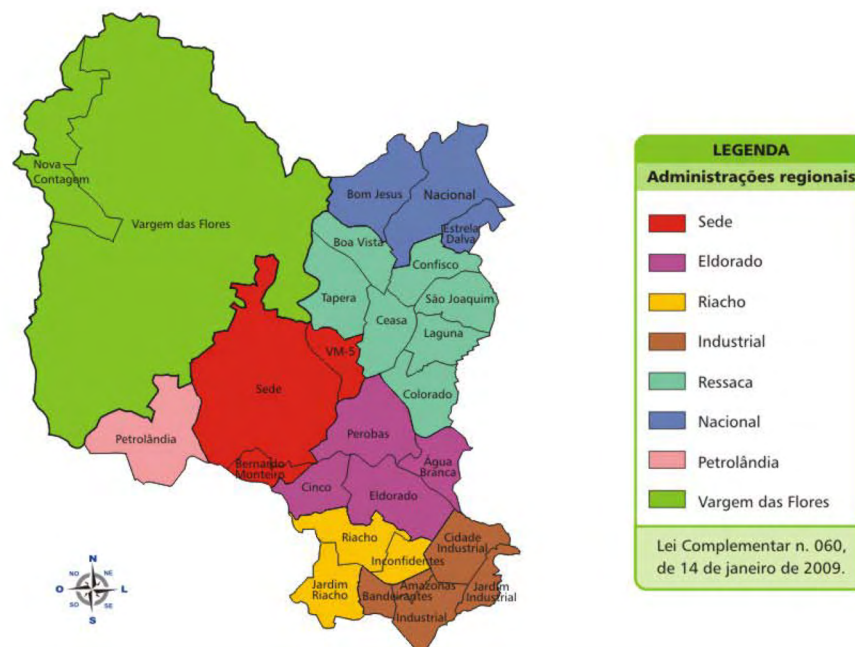 Nova
Contagem
Vargem das Flores
Bom Jesus
Nacional
Estrela
Dalva
Boa Vista
Confisco
Tapera
São Joaquim
Ceasa
Laguna
VM-5
Sede
Colorado
Petrolândia
Perobas
Bernardo
Monteiro
Água
Branca
Cinco
Eldorado
Riacho
Cidade
Industrial
Inconfidentes
Jardim
Riacho
Bandeirantes
Amazonas
Jardim
Industrial
Industrial
N
NO
NE
O
L
SO
SE
S
LEGENDA
Administrações regionais
Sede
Eldorado
Riacho
Industrial
Ressaca
Nacional
Petrolândia
Vargem das Flores
Lei Complementar n. 060,
de 14 de janeiro de 2009.